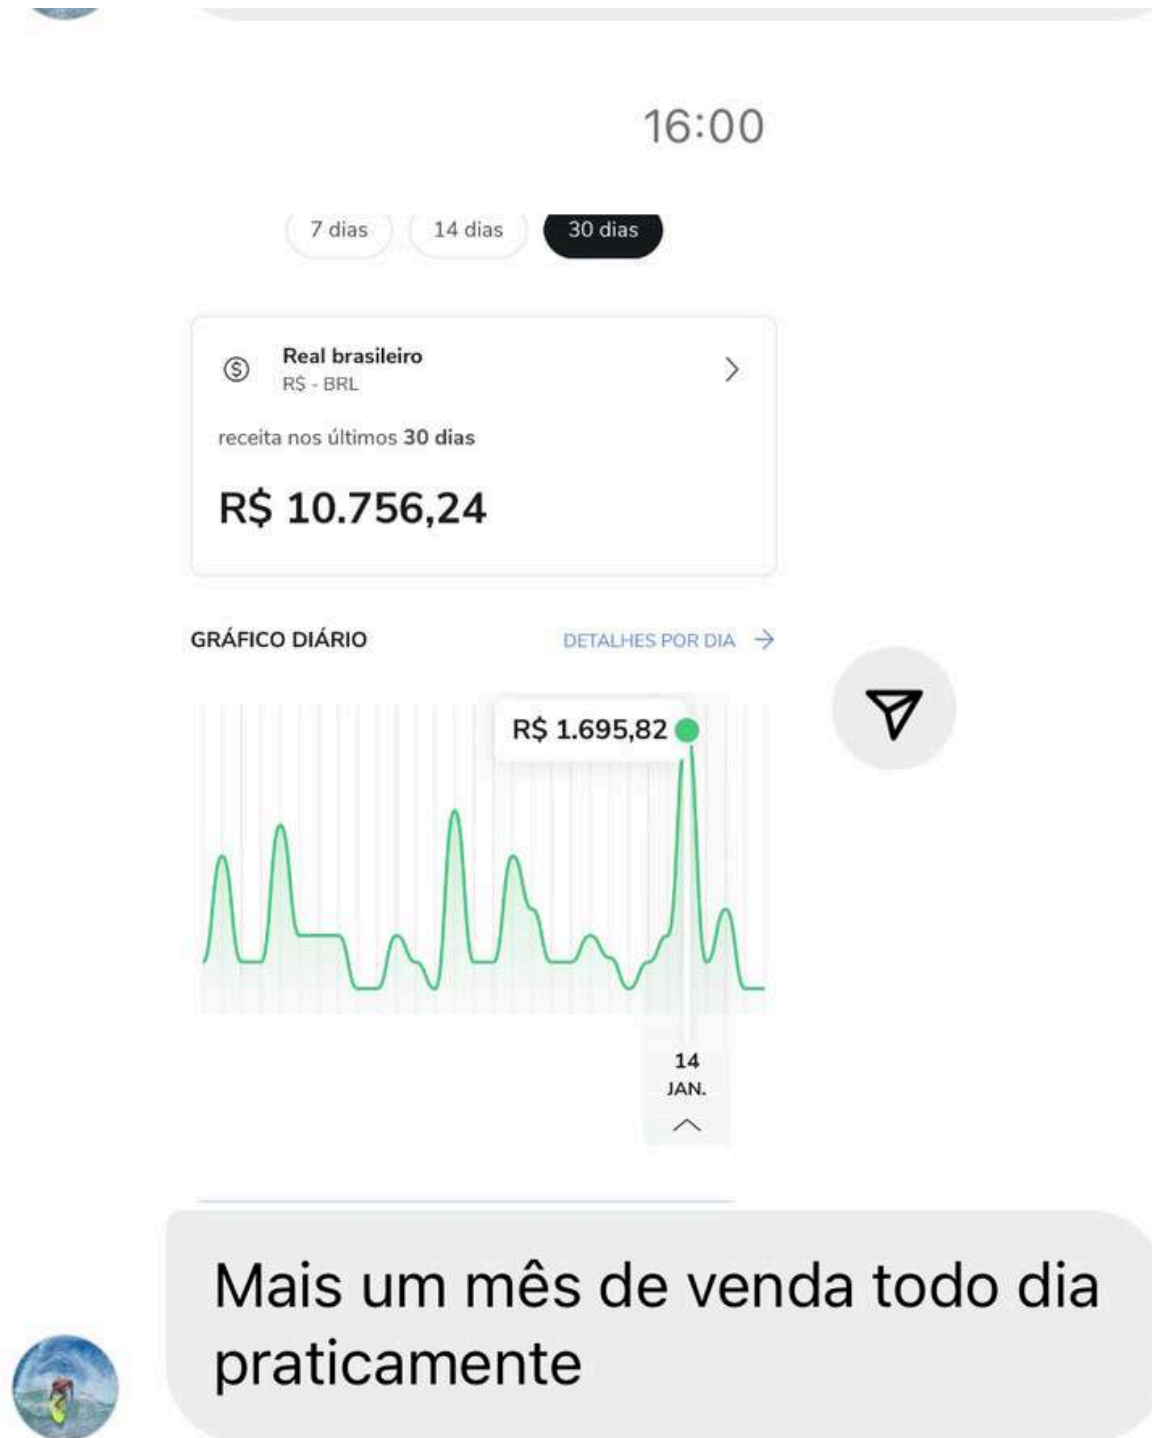 16:00
7 dias 14 dias 30 dias
Real brasileiro
R$ - BRL
receita nos últimos 30 dias
R$ 10.756,24
GRÁFICO DIÁRIO DETALHES POR DIA
R$ 1.695,82
14
JAN.
Mais um mês de venda todo dia
praticamente